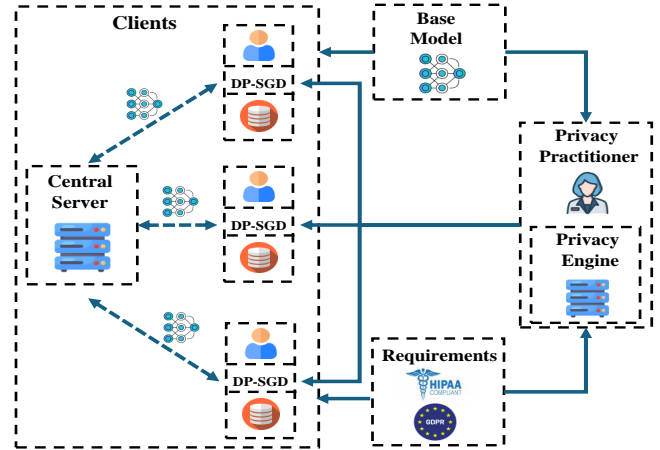 Clients
Base
Model
DP-SGD
Privacy
Practitioner
Central
Server
DP-SGD
Privacy
Engine
Requirements
HIPAA
COMPLIANT
DP-SGD
GDPR